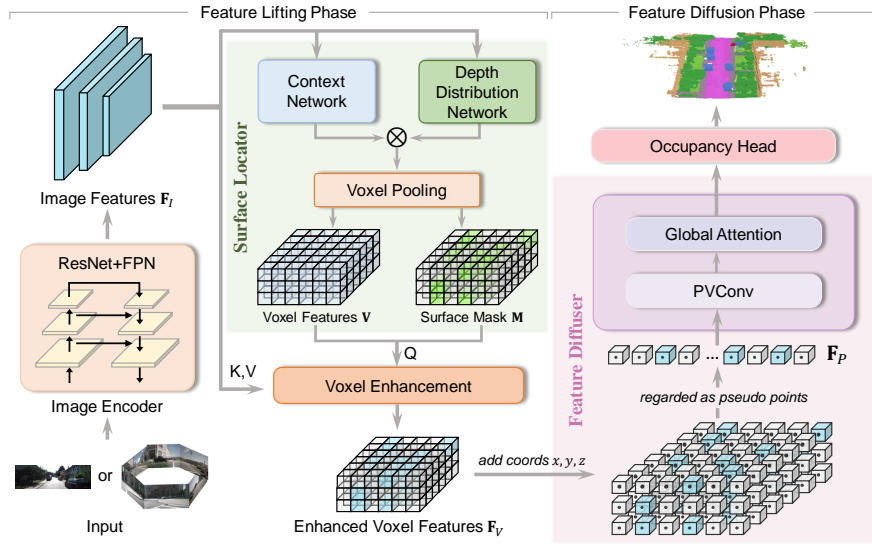 Feature Lifting Phase
Feature Diffusion Phase
Context
Network
Depth
Distribution
Network
Surface Locator
Voxel Pooling
Image Features F_I
Voxel Features V
Surface Mask M
ResNet+FPN
Image Encoder
Q
K,V
Voxel Enhancement
or
Input
Enhanced Voxel Features F_V
add coords x, y, z
Occupancy Head
Global Attention
PVConv
Feature Diffuser
... F_P
regarded as pseudo points